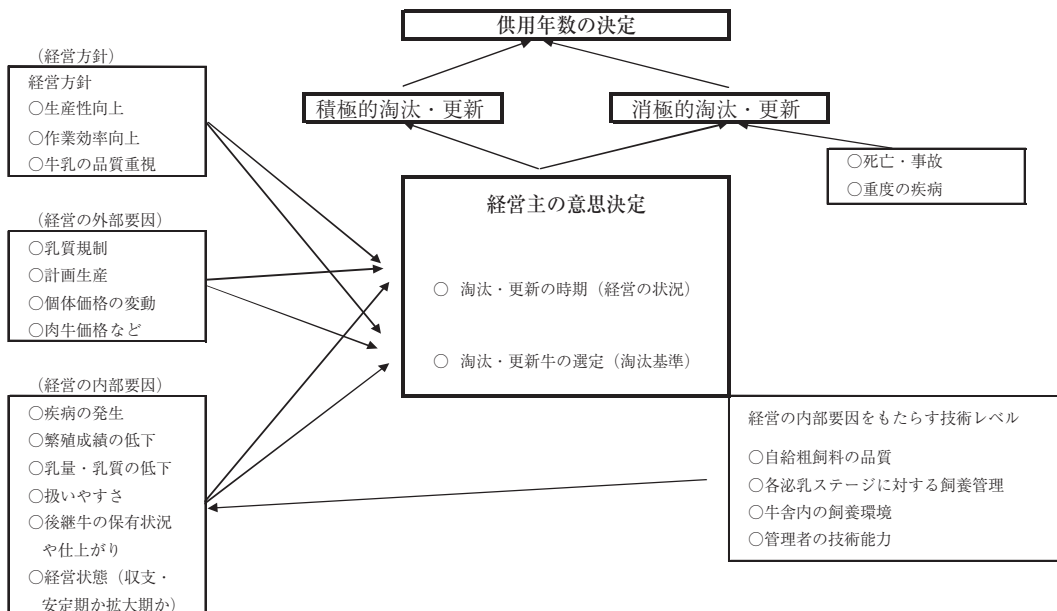 供用年数の決定
積極的淘汰・更新
消極的淘汰・更新
○死亡・事故
○重度の疾病
（経営方針）
経営方針
○生産性向上
○作業効率向上
○牛乳の品質重視
（経営の外部要因）
○乳質規制
○計画生産
○個体価格の変動
○肉牛価格など
（経営の内部要因）
○疾病の発生
○繁殖成績の低下
○乳量・乳質の低下
○扱いやすさ
○後継牛の保有状況
や仕上がり
○経営状態（収支・
安定期か拡大期か）
経営主の意思決定
○ 淘汰・更新の時期（経営の状況）
○ 淘汰・更新牛の選定（淘汰基準）
経営の内部要因をもたらす技術レベル
○自給粗飼料の品質
○各泌乳ステージに対する飼養管理
○牛舎内の飼養環境
○管理者の技術能力